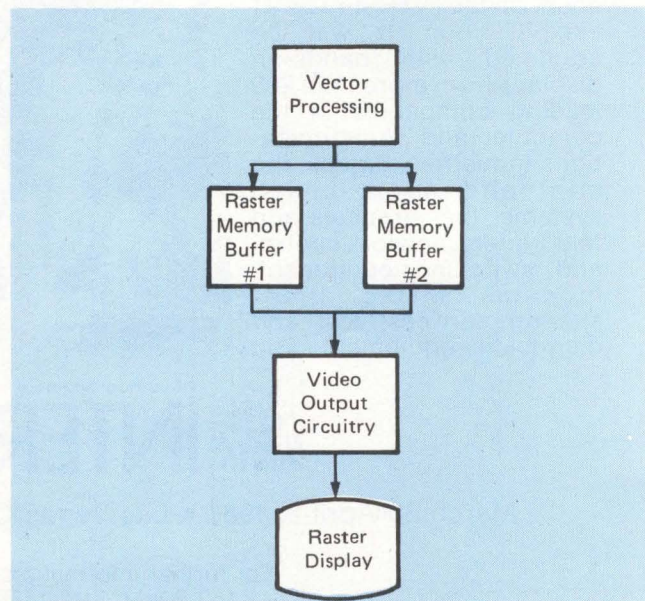 Vector
Processing
Raster
Memory
Buffer
#1
Raster
Memory
Buffer
#2
Video
Output
Circuitry
Raster
Display